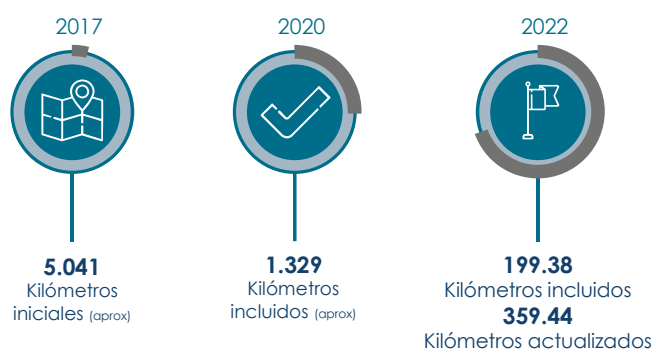 2017
5.041
Kilómetros
iniciales (aprox)
2020
1.329
Kilómetros
incluidos (aprox)
2022
199.38
Kilómetros incluidos
359.44
Kilómetros actualizados